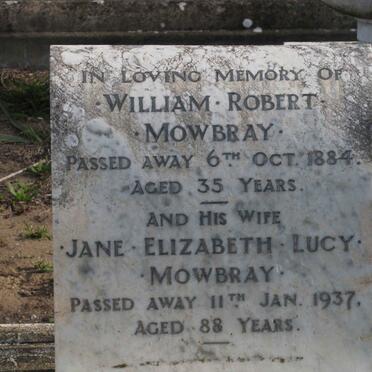 IN LOVING MEMORY OF
·WILLIAM·ROBERT·
·MOWBRAY·
PASSED AWAY 6TH OCT. 1884.
AGED 35 YEARS.
AND HIS WIFE
·JANE·ELIZABETH·LUCY·
·MOWBRAY·
PASSED AWAY 11TH JAN. 1937.
AGED 88 YEARS.